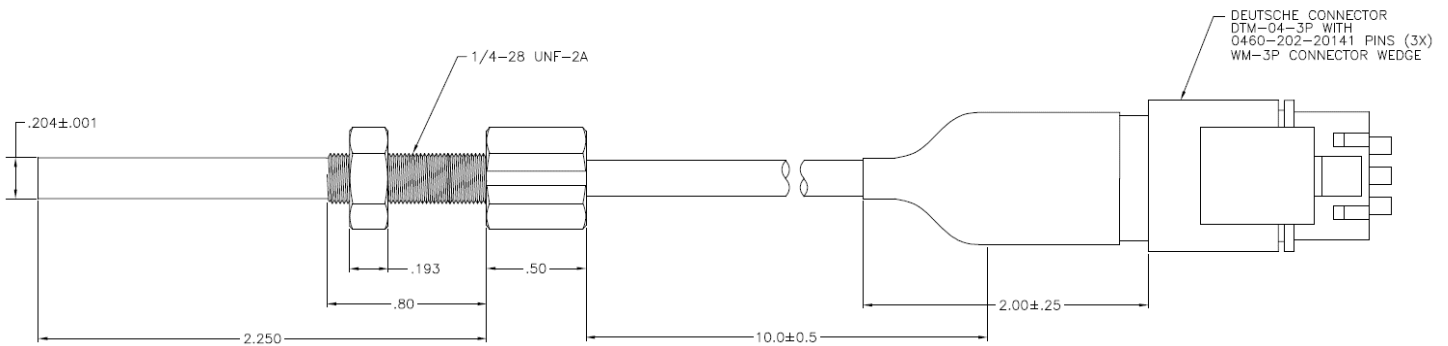 DEUTSCHE CONNECTOR
DTM-04-3P WITH
0460-202-20141 PINS (3X)
WM-3P CONNECTOR WEDGE
1/4-28 UNF-2A
.204±.001
.193
.50
.80
2.00±.25
2.250
10.0±0.5